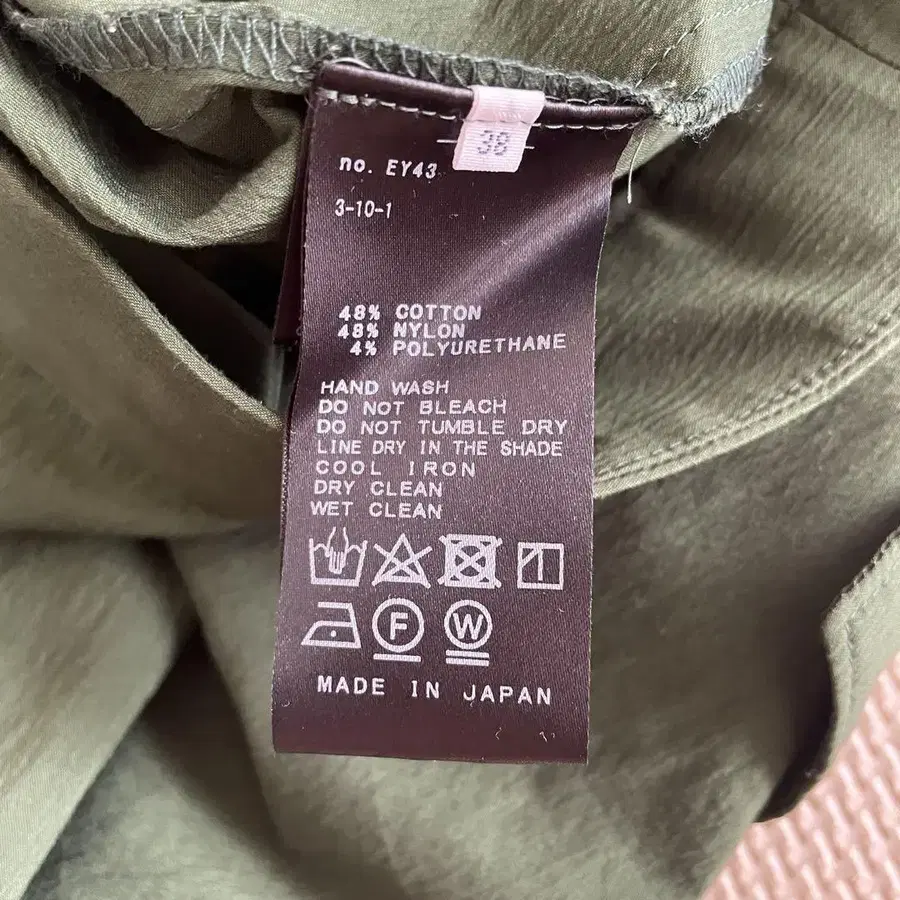 38
no. EY43
3-10-1
48% COTTON
48% NYLON
4% POLYURETHANE
HAND WASH
DO NOT BLEACH
DO NOT TUMBLE DRY
LINE DRY IN THE SHADE
COOL IRON
DRY CLEAN
WET CLEAN
F W
MADE IN JAPAN